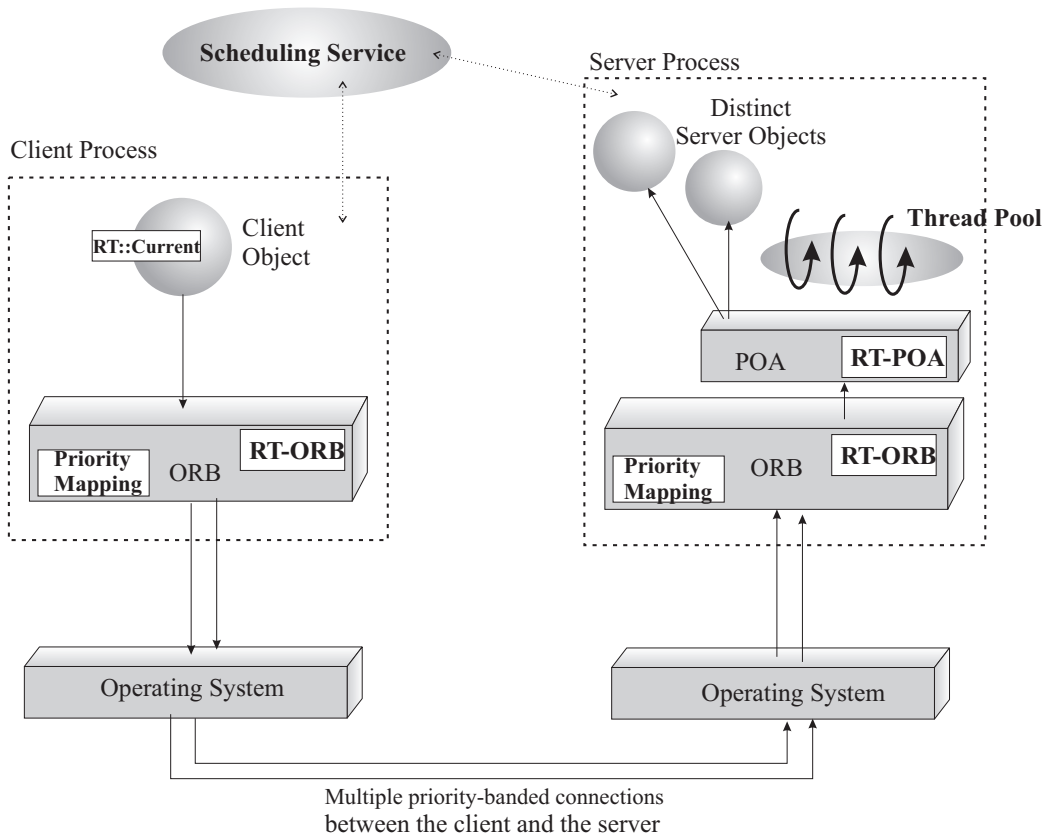 Scheduling Service
Server Process
Distinct
Server Objects
Client Process
RT::Current
Client
Object
Thread Pool
POA
RT-POA
RT-ORB
Priority
Mapping
ORB
RT-ORB
Priority
Mapping
ORB
Operating System
Operating System
Multiple priority-banded connections
between the client and the server